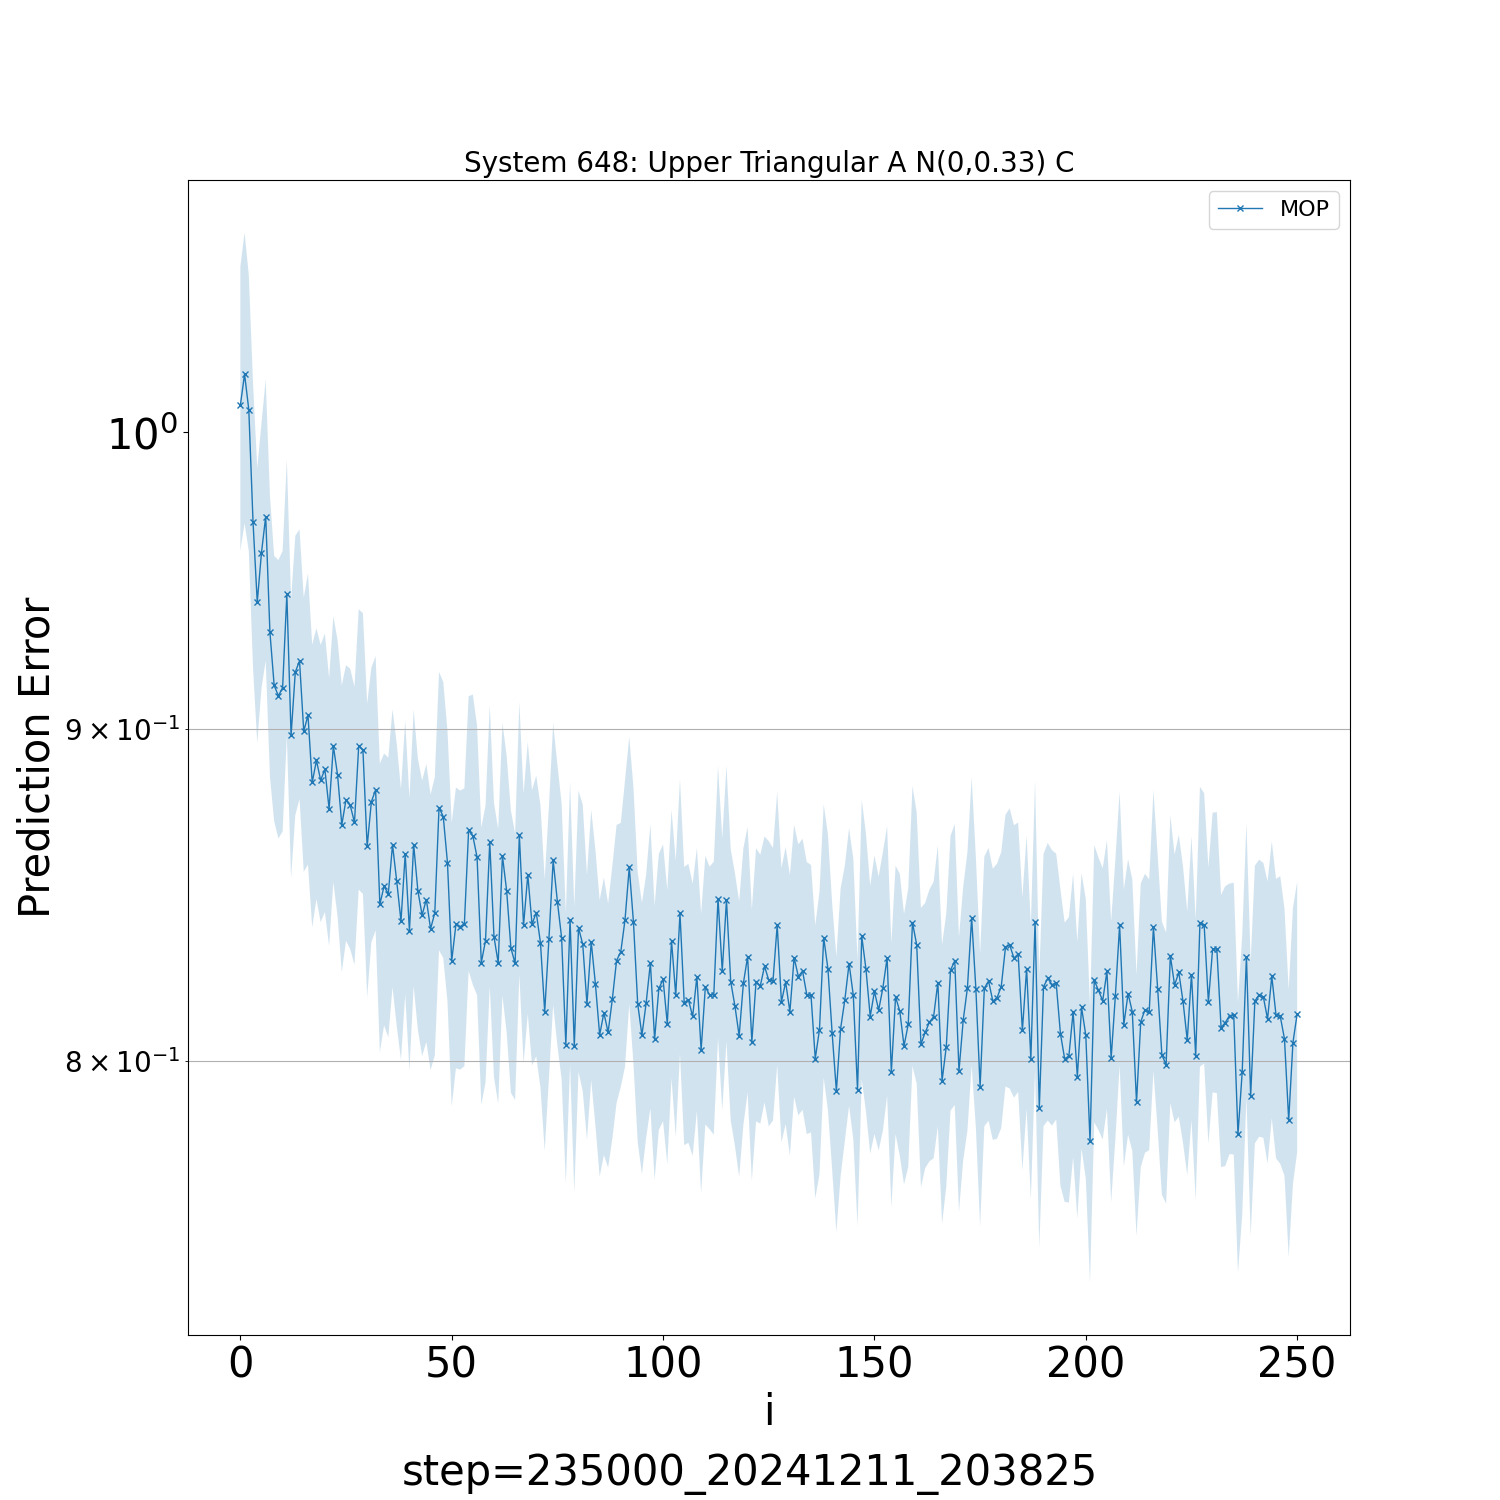 System 648: Upper Triangular A N(0,0.33) C
MOP
Prediction Error
10⁰
9 × 10⁻¹
8 × 10⁻¹
0 50 100 150 200 250
i
step=235000_20241211_203825